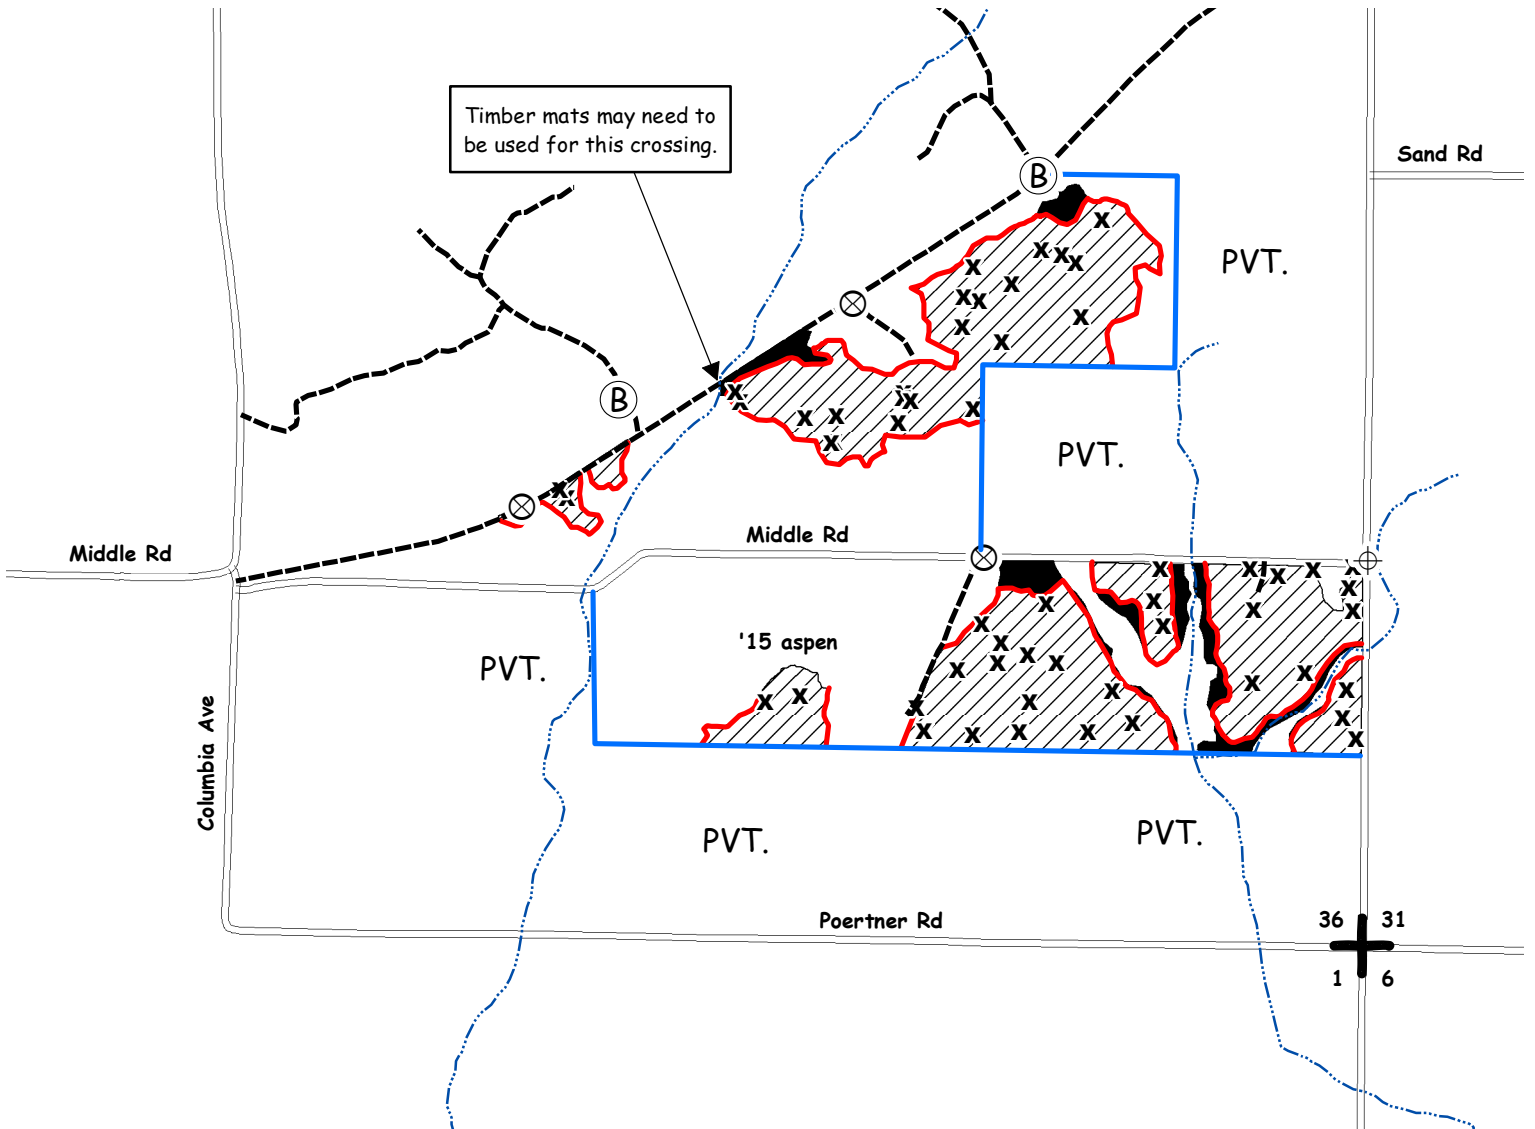 Timber mats may need to
be used for this crossing.
Sand Rd
B
PVT.
B
PVT.
Middle Rd
Middle Rd
'15 aspen
PVT.
Columbia Ave
PVT.
PVT.
Poertner Rd
36 31
1 6